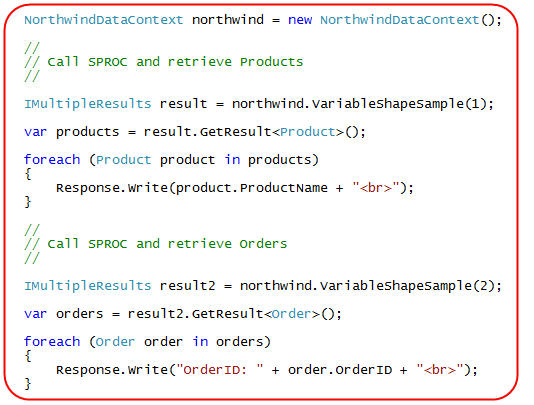 NorthwindDataContext northwind = new NorthwindDataContext();
//
// Call SPROC and retrieve Products
//
IMultipleResults result = northwind.VariableShapeSample(1);
var products = result.GetResult<Product>();
foreach (Product product in products)
{
    Response.Write(product.ProductName + "<br>");
}
//
// Call SPROC and retrieve Orders
//
IMultipleResults result2 = northwind.VariableShapeSample(2);
var orders = result2.GetResult<Order>();
foreach (Order order in orders)
{
    Response.Write("OrderID: " + order.OrderID + "<br>");
}